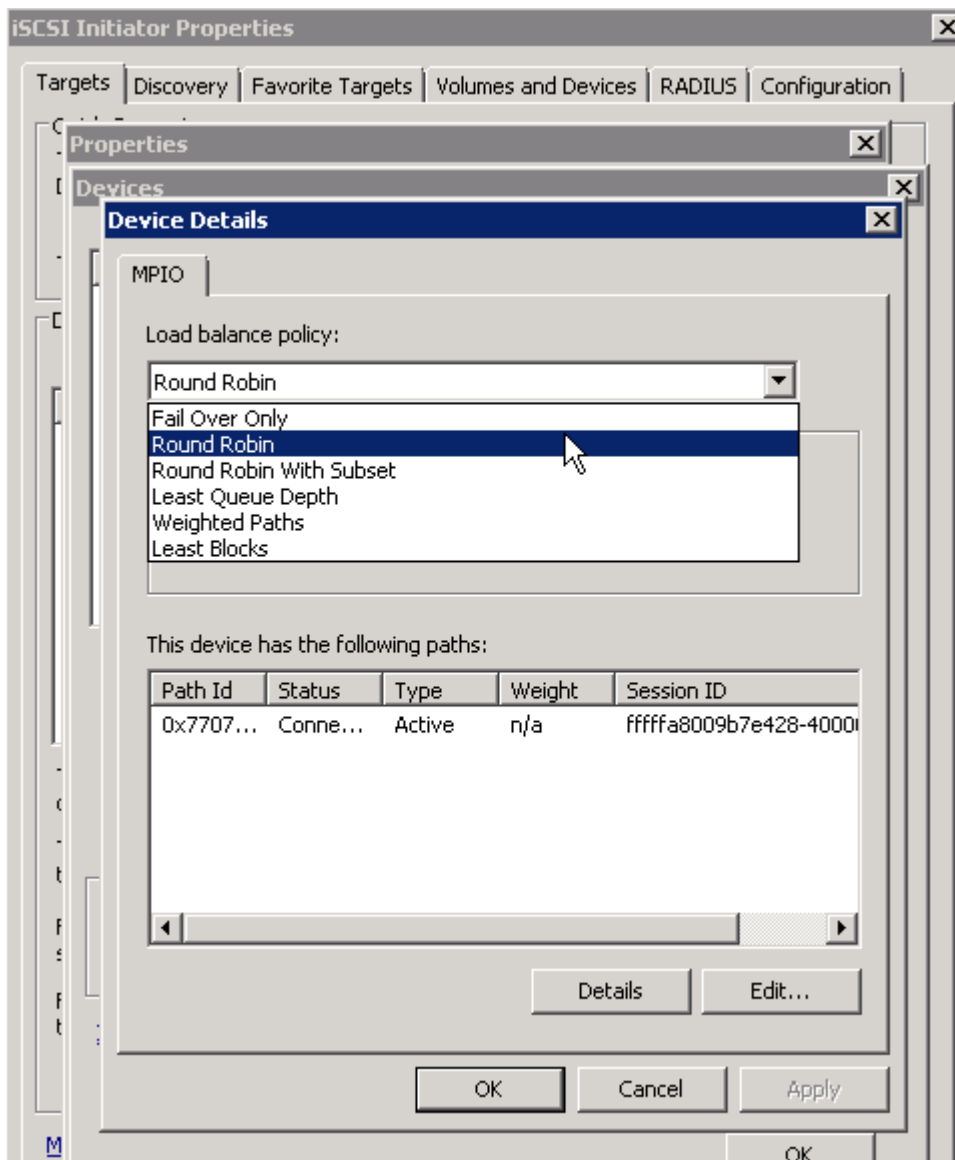 iSCSI Initiator Properties
Targets Discovery Favorite Targets Volumes and Devices RADIUS Configuration
Properties
Devices
Device Details
MPIO
Load balance policy:
Round Robin
Fail Over Only
Round Robin
Round Robin With Subset
Least Queue Depth
Weighted Paths
Least Blocks
This device has the following paths:
Path Id Status Type Weight Session ID
0x7707... Conne... Active n/a fffffa8009b7e428-4000
Details Edit...
OK Cancel Apply
OK